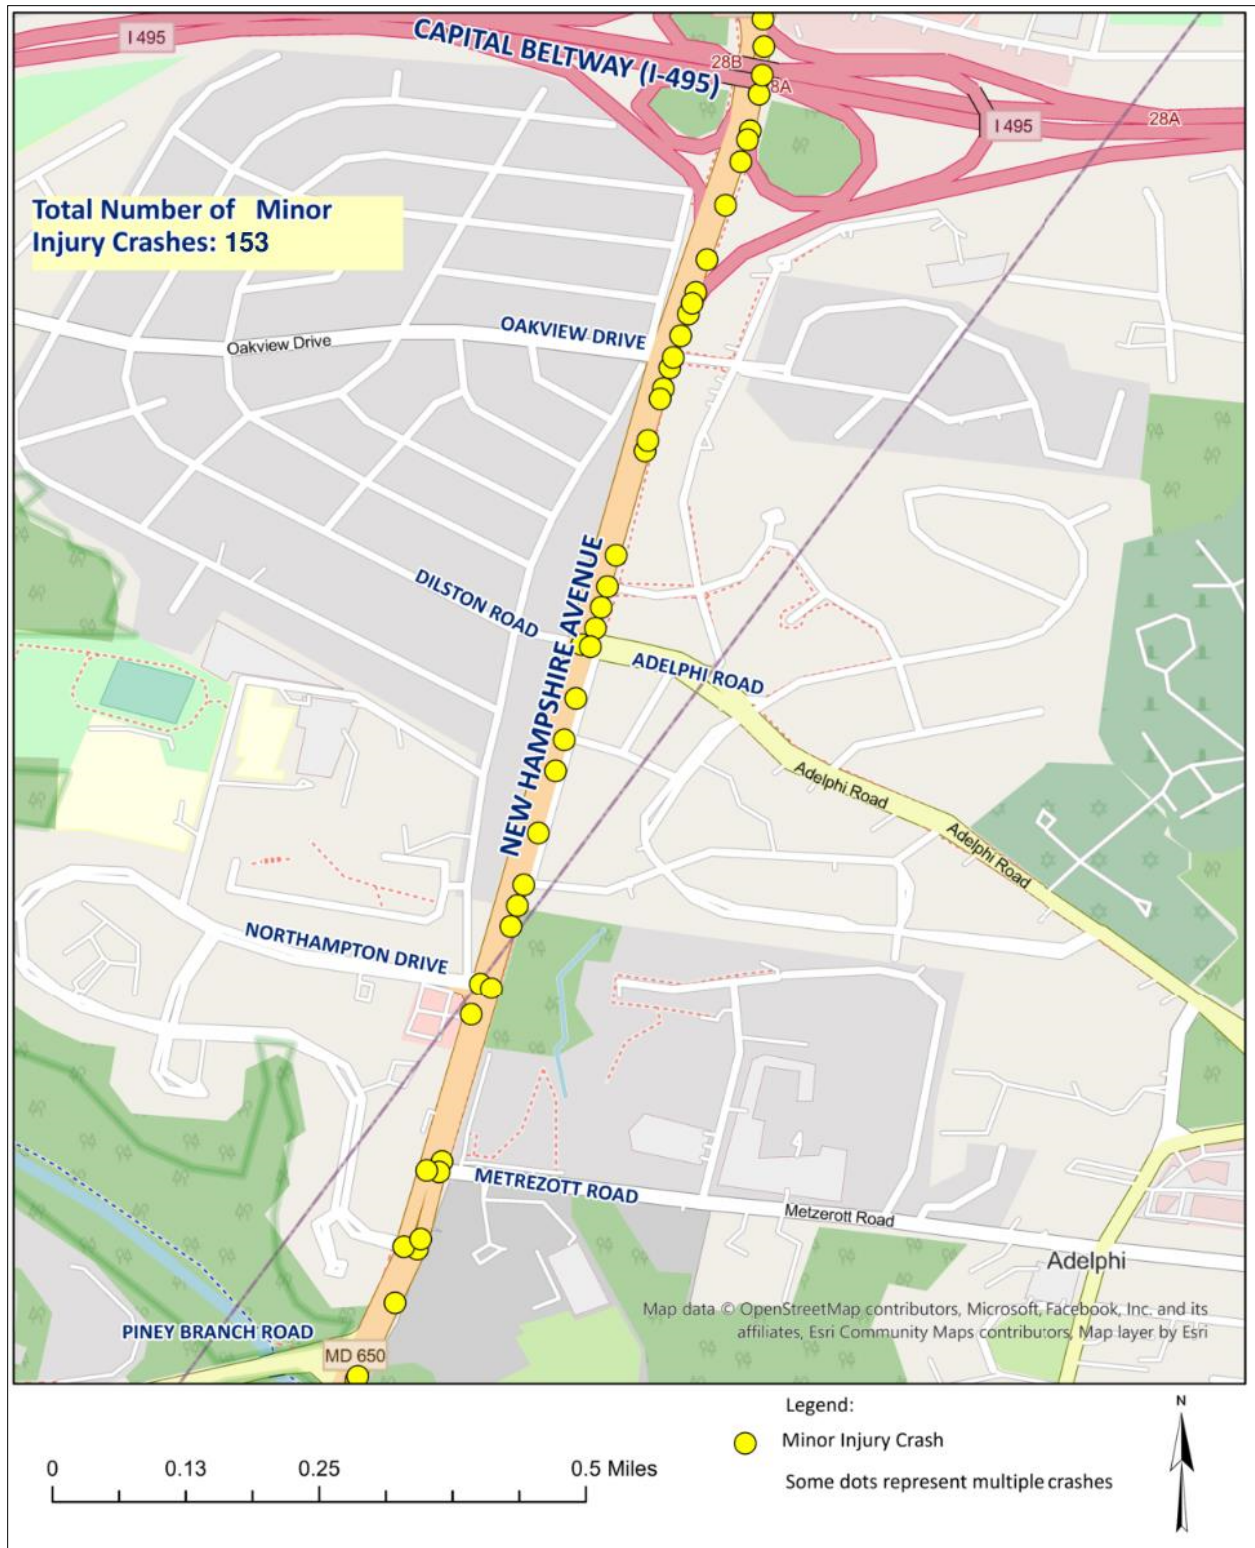 I 495
CAPITAL BELTWAY (I-495)
28B
8A
I 495
28A
Total Number of Minor
Injury Crashes: 153
OAKVIEW DRIVE
Oakview Drive
NEW HAMPSHIRE AVENUE
DILSTON ROAD
ADELPHI ROAD
Adelphi Road
Adelphi Road
NORTHAMPTON DRIVE
METREZOTT ROAD
Metzerott Road
Adelphi
Map data © OpenStreetMap contributors, Microsoft, Facebook, Inc. and its
affiliates, Esri Community Maps contributors, Map layer by Esri
PINEY BRANCH ROAD
MD 650
Legend:
Minor Injury Crash
Some dots represent multiple crashes
N
0 0.13 0.25 0.5 Miles